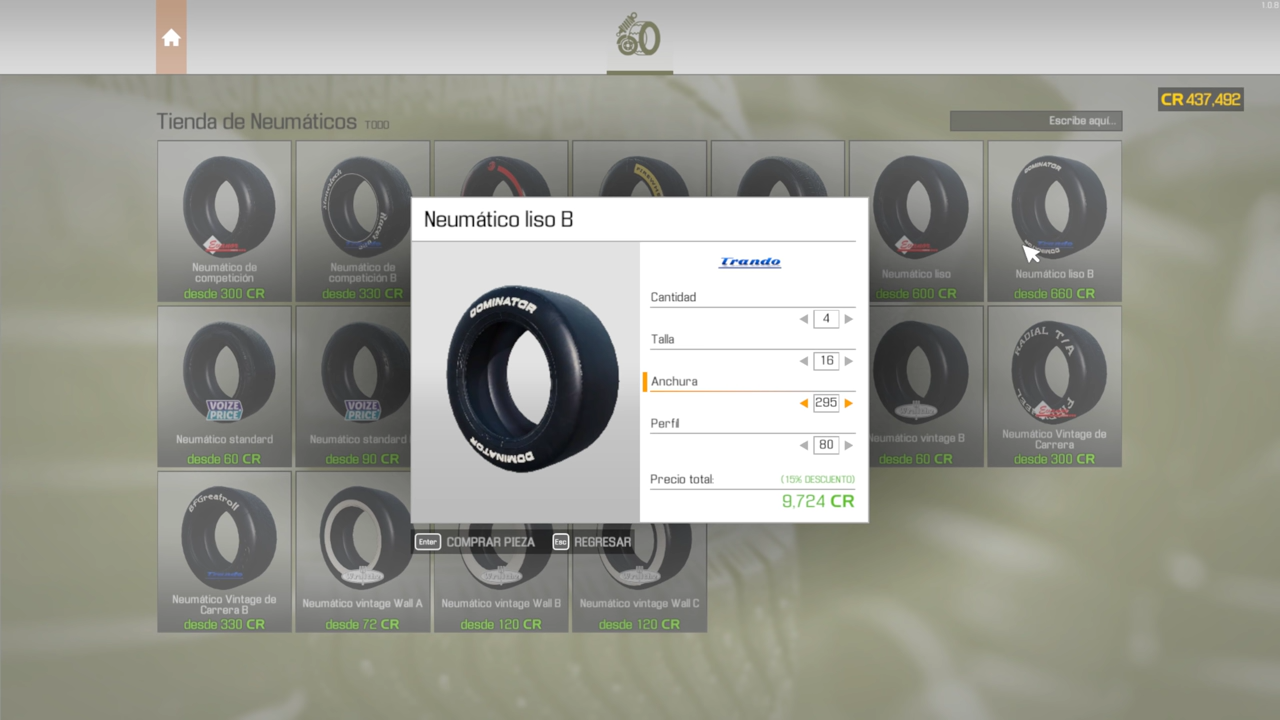 1.0.8
CR 437,492
Tienda de Neumáticos TODO
Escribe aquí...
Neumático de
competición
desde 300 CR
Neumático de
competición B
desde 330 CR
Neumático liso
desde 600 CR
DOMINATOR
Neumático liso B
desde 660 CR
Neumático liso B
DOMINATOR
DOMINATOR
Trando
Cantidad
4
Talla
16
Anchura
295
Perfil
80
Precio total:
(15% DESCUENTO)
9,724 CR
Enter COMPRAR PIEZA
Esc REGRESAR
VOIZE
PRICE
Neumático standard
desde 60 CR
VOIZE
PRICE
Neumático standard
desde 90 CR
Neumático vintage B
desde 60 CR
RADIAL T/A
Neumático Vintage de
Carrera
desde 300 CR
Neumático Vintage de
Carrera B
desde 330 CR
Neumático vintage Wall A
desde 72 CR
Neumático vintage Wall B
desde 120 CR
Neumático vintage Wall C
desde 120 CR